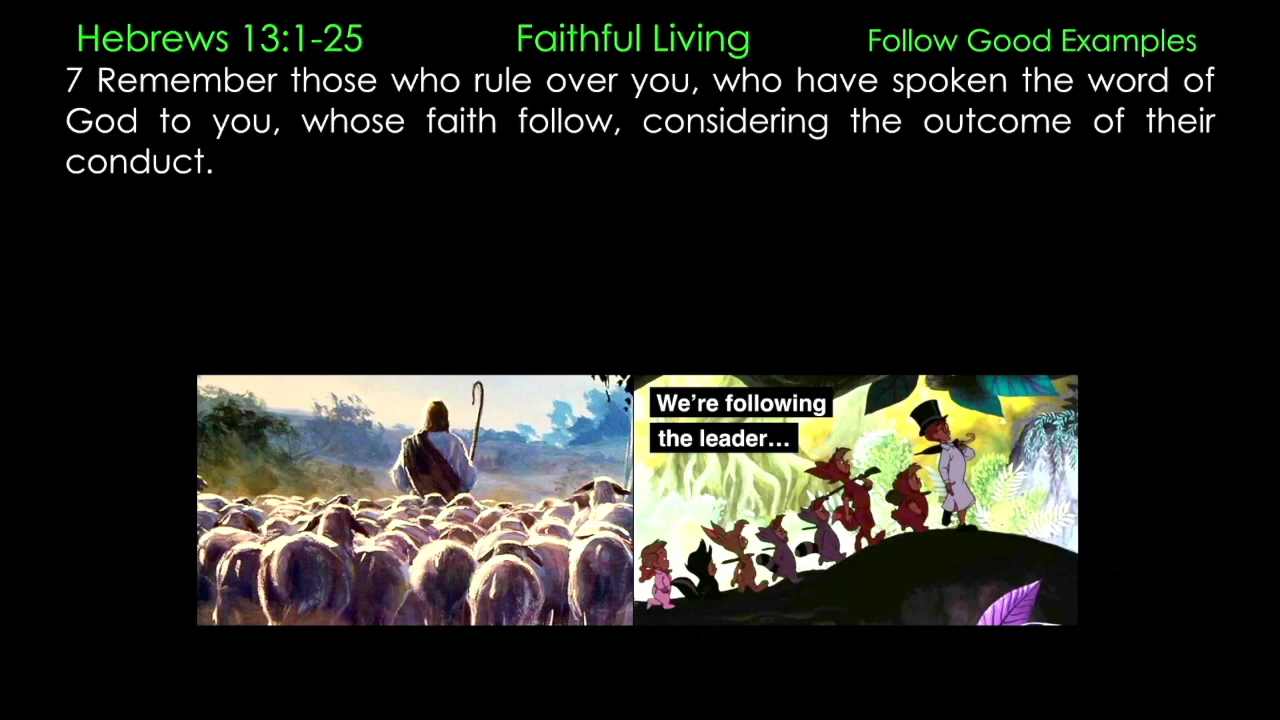 Hebrews 13:1-25 Faithful Living Follow Good Examples
7 Remember those who rule over you, who have spoken the word of
God to you, whose faith follow, considering the outcome of their
conduct.
We're following
the leader...